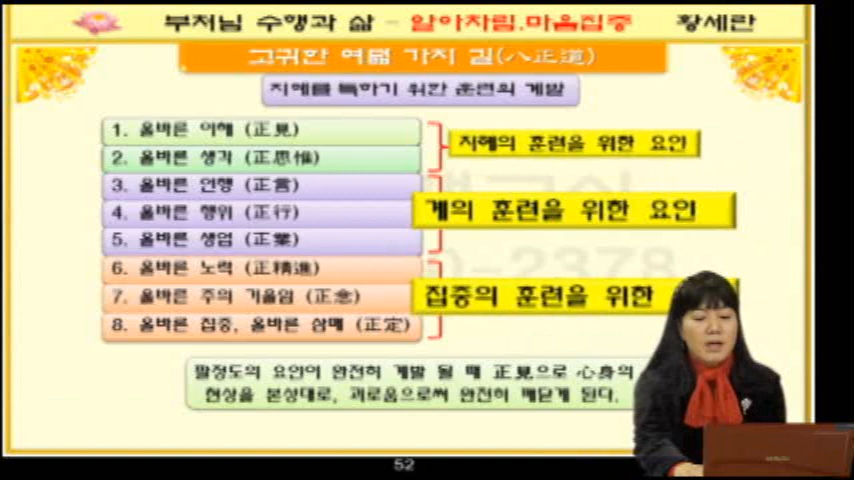 부처님 수행과 삶 - 알아차림.마음집중 황세란
고귀한 여덟 가지 길(八正道)
지혜를 득하기 위한 훈련의 계발
1. 올바른 이해 (正見)
2. 올바른 생각 (正思惟)
지혜의 훈련을 위한 요인
3. 올바른 언행 (正言)
4. 올바른 행위 (正行)
5. 올바른 생업 (正業)
계의 훈련을 위한 요인
6. 올바른 노력 (正精進)
7. 올바른 주의 기울임 (正念)
8. 올바른 집중, 올바른 삼매 (正定)
집중의 훈련을 위한
팔정도의 요인이 완전히 계발 될 때 正見으로 心身의
현상을 본성대로, 괴로움으로써 완전히 깨닫게 된다.
52